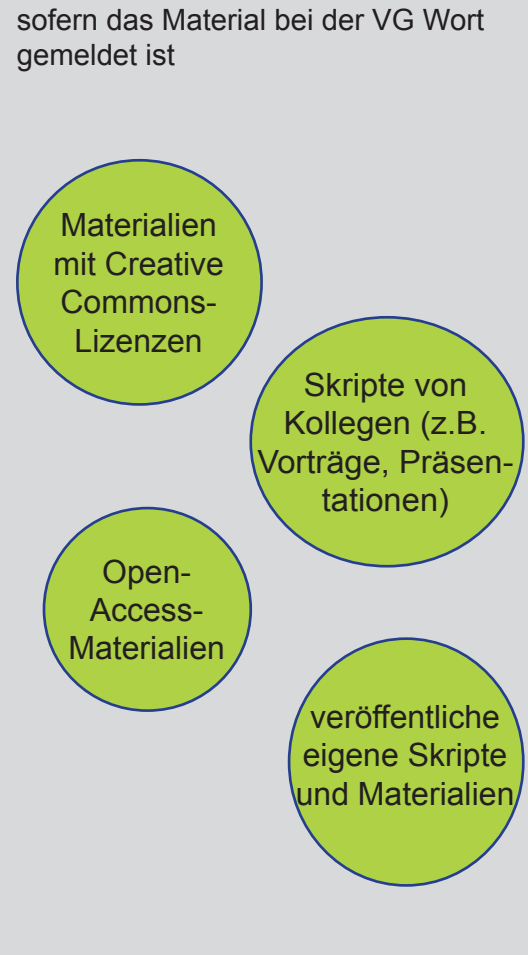 sofern das Material bei der VG Wort
gemeldet ist
Materialien
mit Creative
Commons-
Lizenzen
Skripte von
Kollegen (z.B.
Vorträge, Präsen-
tationen)
Open-
Access-
Materialien
veröffentliche
eigene Skripte
und Materialien